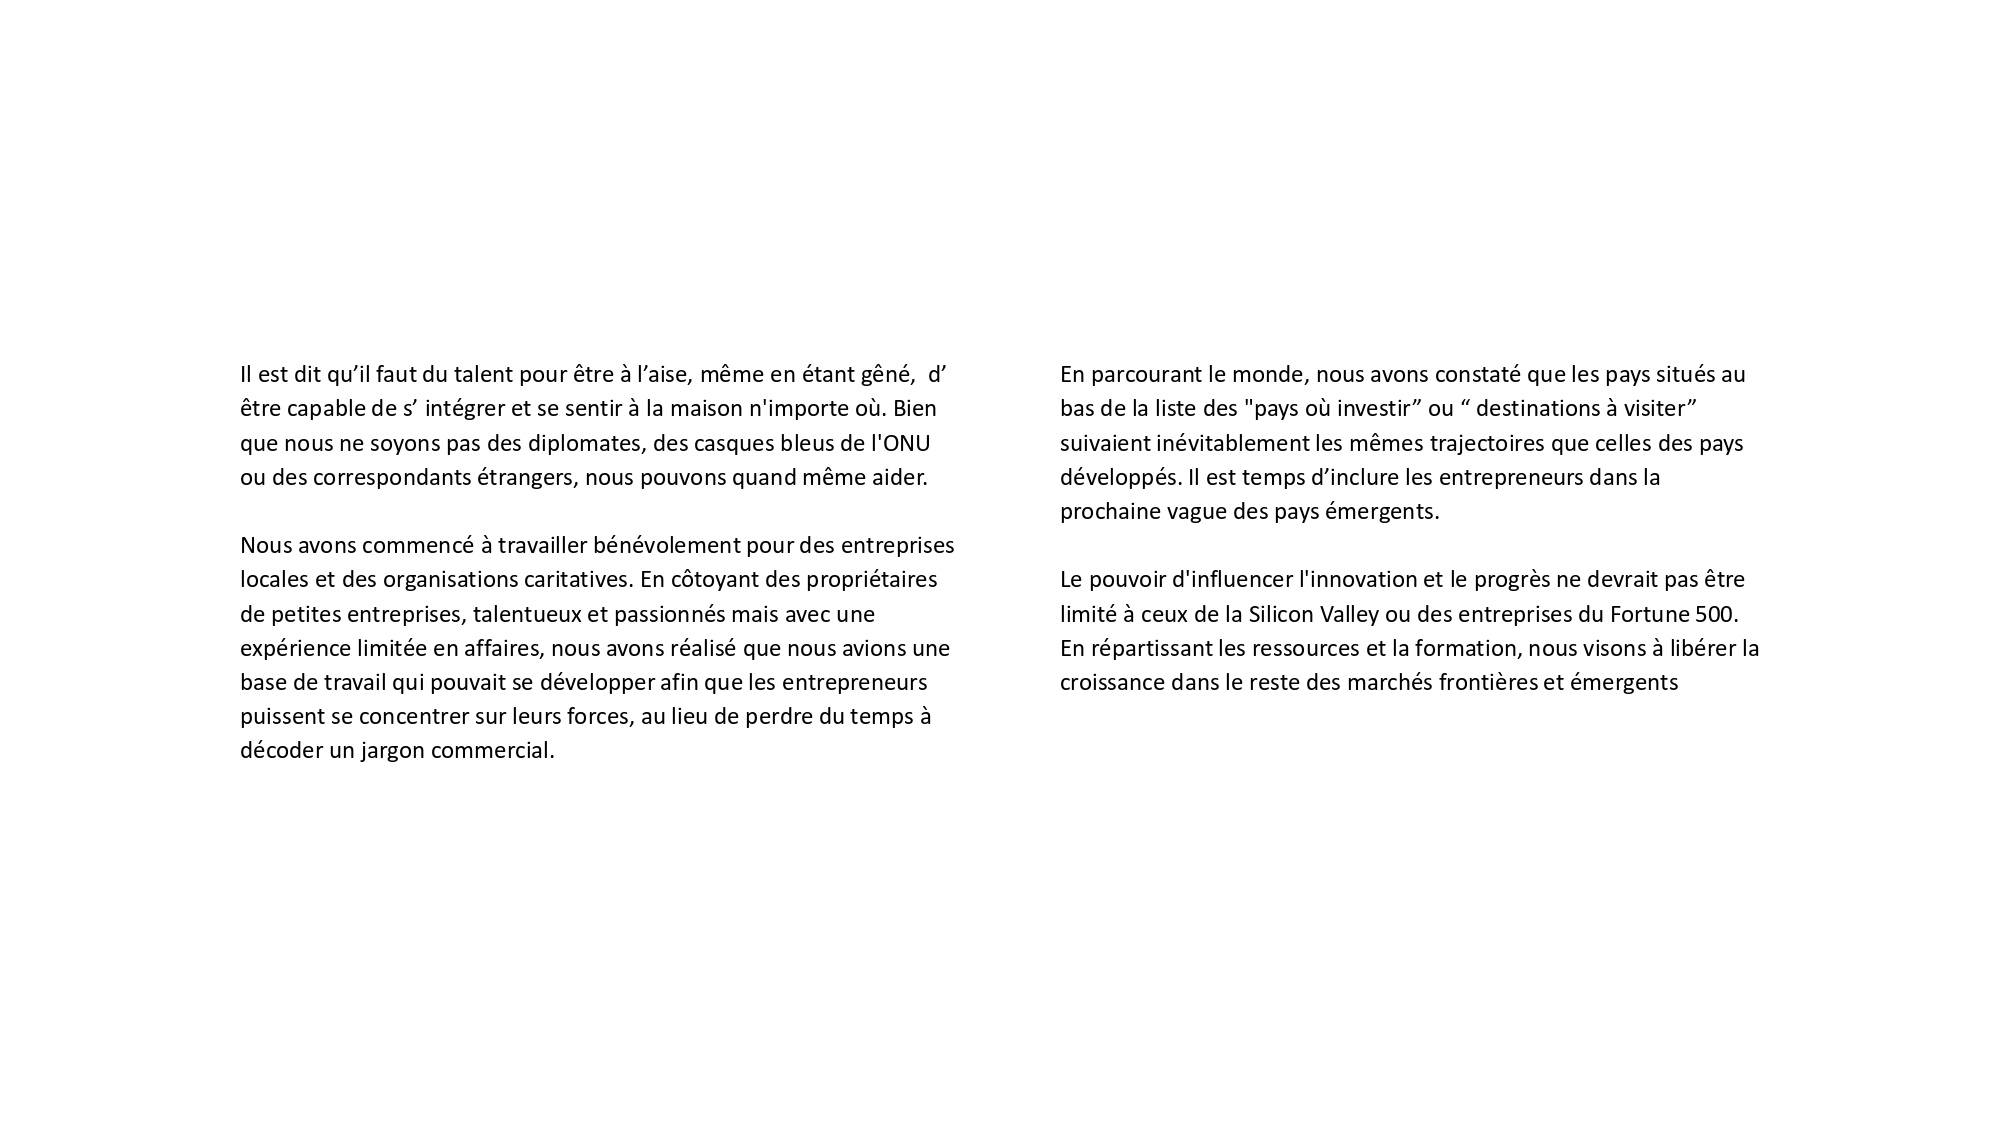 Il est dit qu’il faut du talent pour être à l’aise, même en étant gêné,  d’
être capable de s’ intégrer et se sentir à la maison n'importe où. Bien
que nous ne soyons pas des diplomates, des casques bleus de l'ONU
ou des correspondants étrangers, nous pouvons quand même aider.
Nous avons commencé à travailler bénévolement pour des entreprises
locales et des organisations caritatives. En côtoyant des propriétaires
de petites entreprises, talentueux et passionnés mais avec une
expérience limitée en affaires, nous avons réalisé que nous avions une
base de travail qui pouvait se développer afin que les entrepreneurs
puissent se concentrer sur leurs forces, au lieu de perdre du temps à
décoder un jargon commercial.
En parcourant le monde, nous avons constaté que les pays situés au
bas de la liste des "pays où investir” ou “ destinations à visiter”
suivaient inévitablement les mêmes trajectoires que celles des pays
développés. Il est temps d’inclure les entrepreneurs dans la
prochaine vague des pays émergents.
Le pouvoir d'influencer l'innovation et le progrès ne devrait pas être
limité à ceux de la Silicon Valley ou des entreprises du Fortune 500.
En répartissant les ressources et la formation, nous visons à libérer la
croissance dans le reste des marchés frontières et émergents